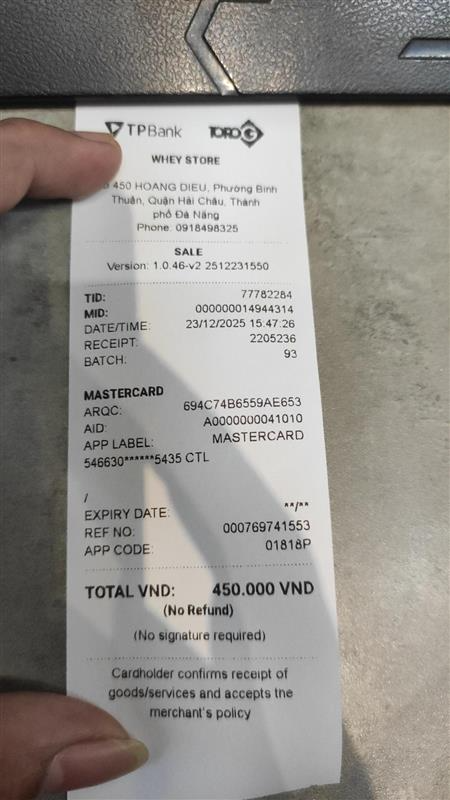 TPBank TORO G
WHEY STORE
450 HOANG DIEU, Phường Bình
Thuận, Quận Hải Châu, Thành
phố Đà Nẵng
Phone: 0918498325
SALE
Version: 1.0.46-v2 2512231550
TID: 77782284
MID: 000000014944314
DATE/TIME: 23/12/2025 15:47:26
RECEIPT: 2205236
BATCH: 93
MASTERCARD
ARQC: 694C74B6559AE653
AID: A0000000041010
APP LABEL: MASTERCARD
546630******5435 CTL
/
EXPIRY DATE: **/**
REF NO: 000769741553
APP CODE: 01818P
TOTAL VND: 450.000 VND
(No Refund)
(No signature required)
Cardholder confirms receipt of
goods/services and accepts the
merchant's policy